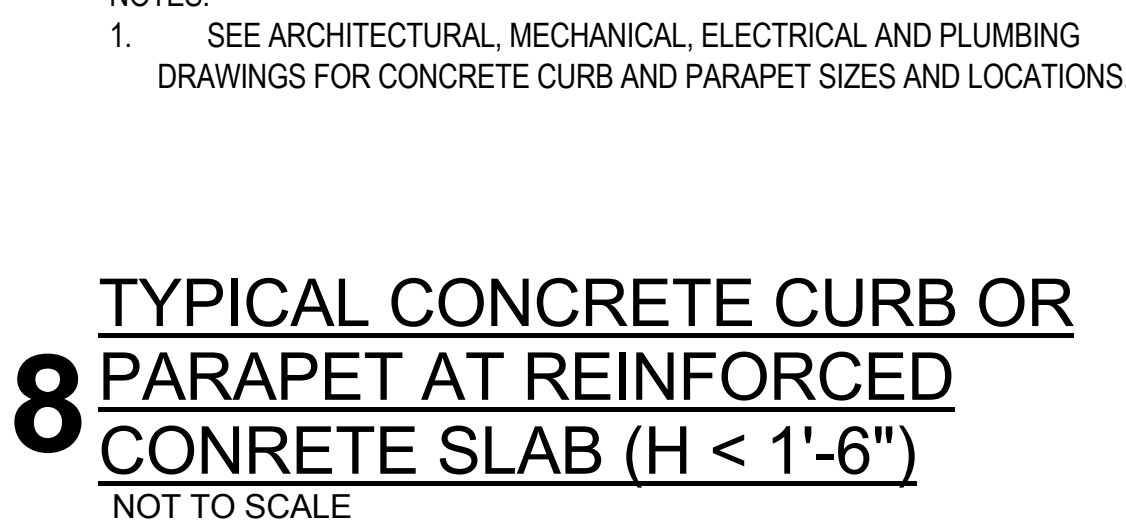 NOTES:
1. SEE ARCHITECTURAL, MECHANICAL, ELECTRICAL AND PLUMBING
DRAWINGS FOR CONCRETE CURB AND PARAPET SIZES AND LOCATIONS.
8
TYPICAL CONCRETE CURB OR
PARAPET AT REINFORCED
CONRETE SLAB (H < 1'-6")
NOT TO SCALE